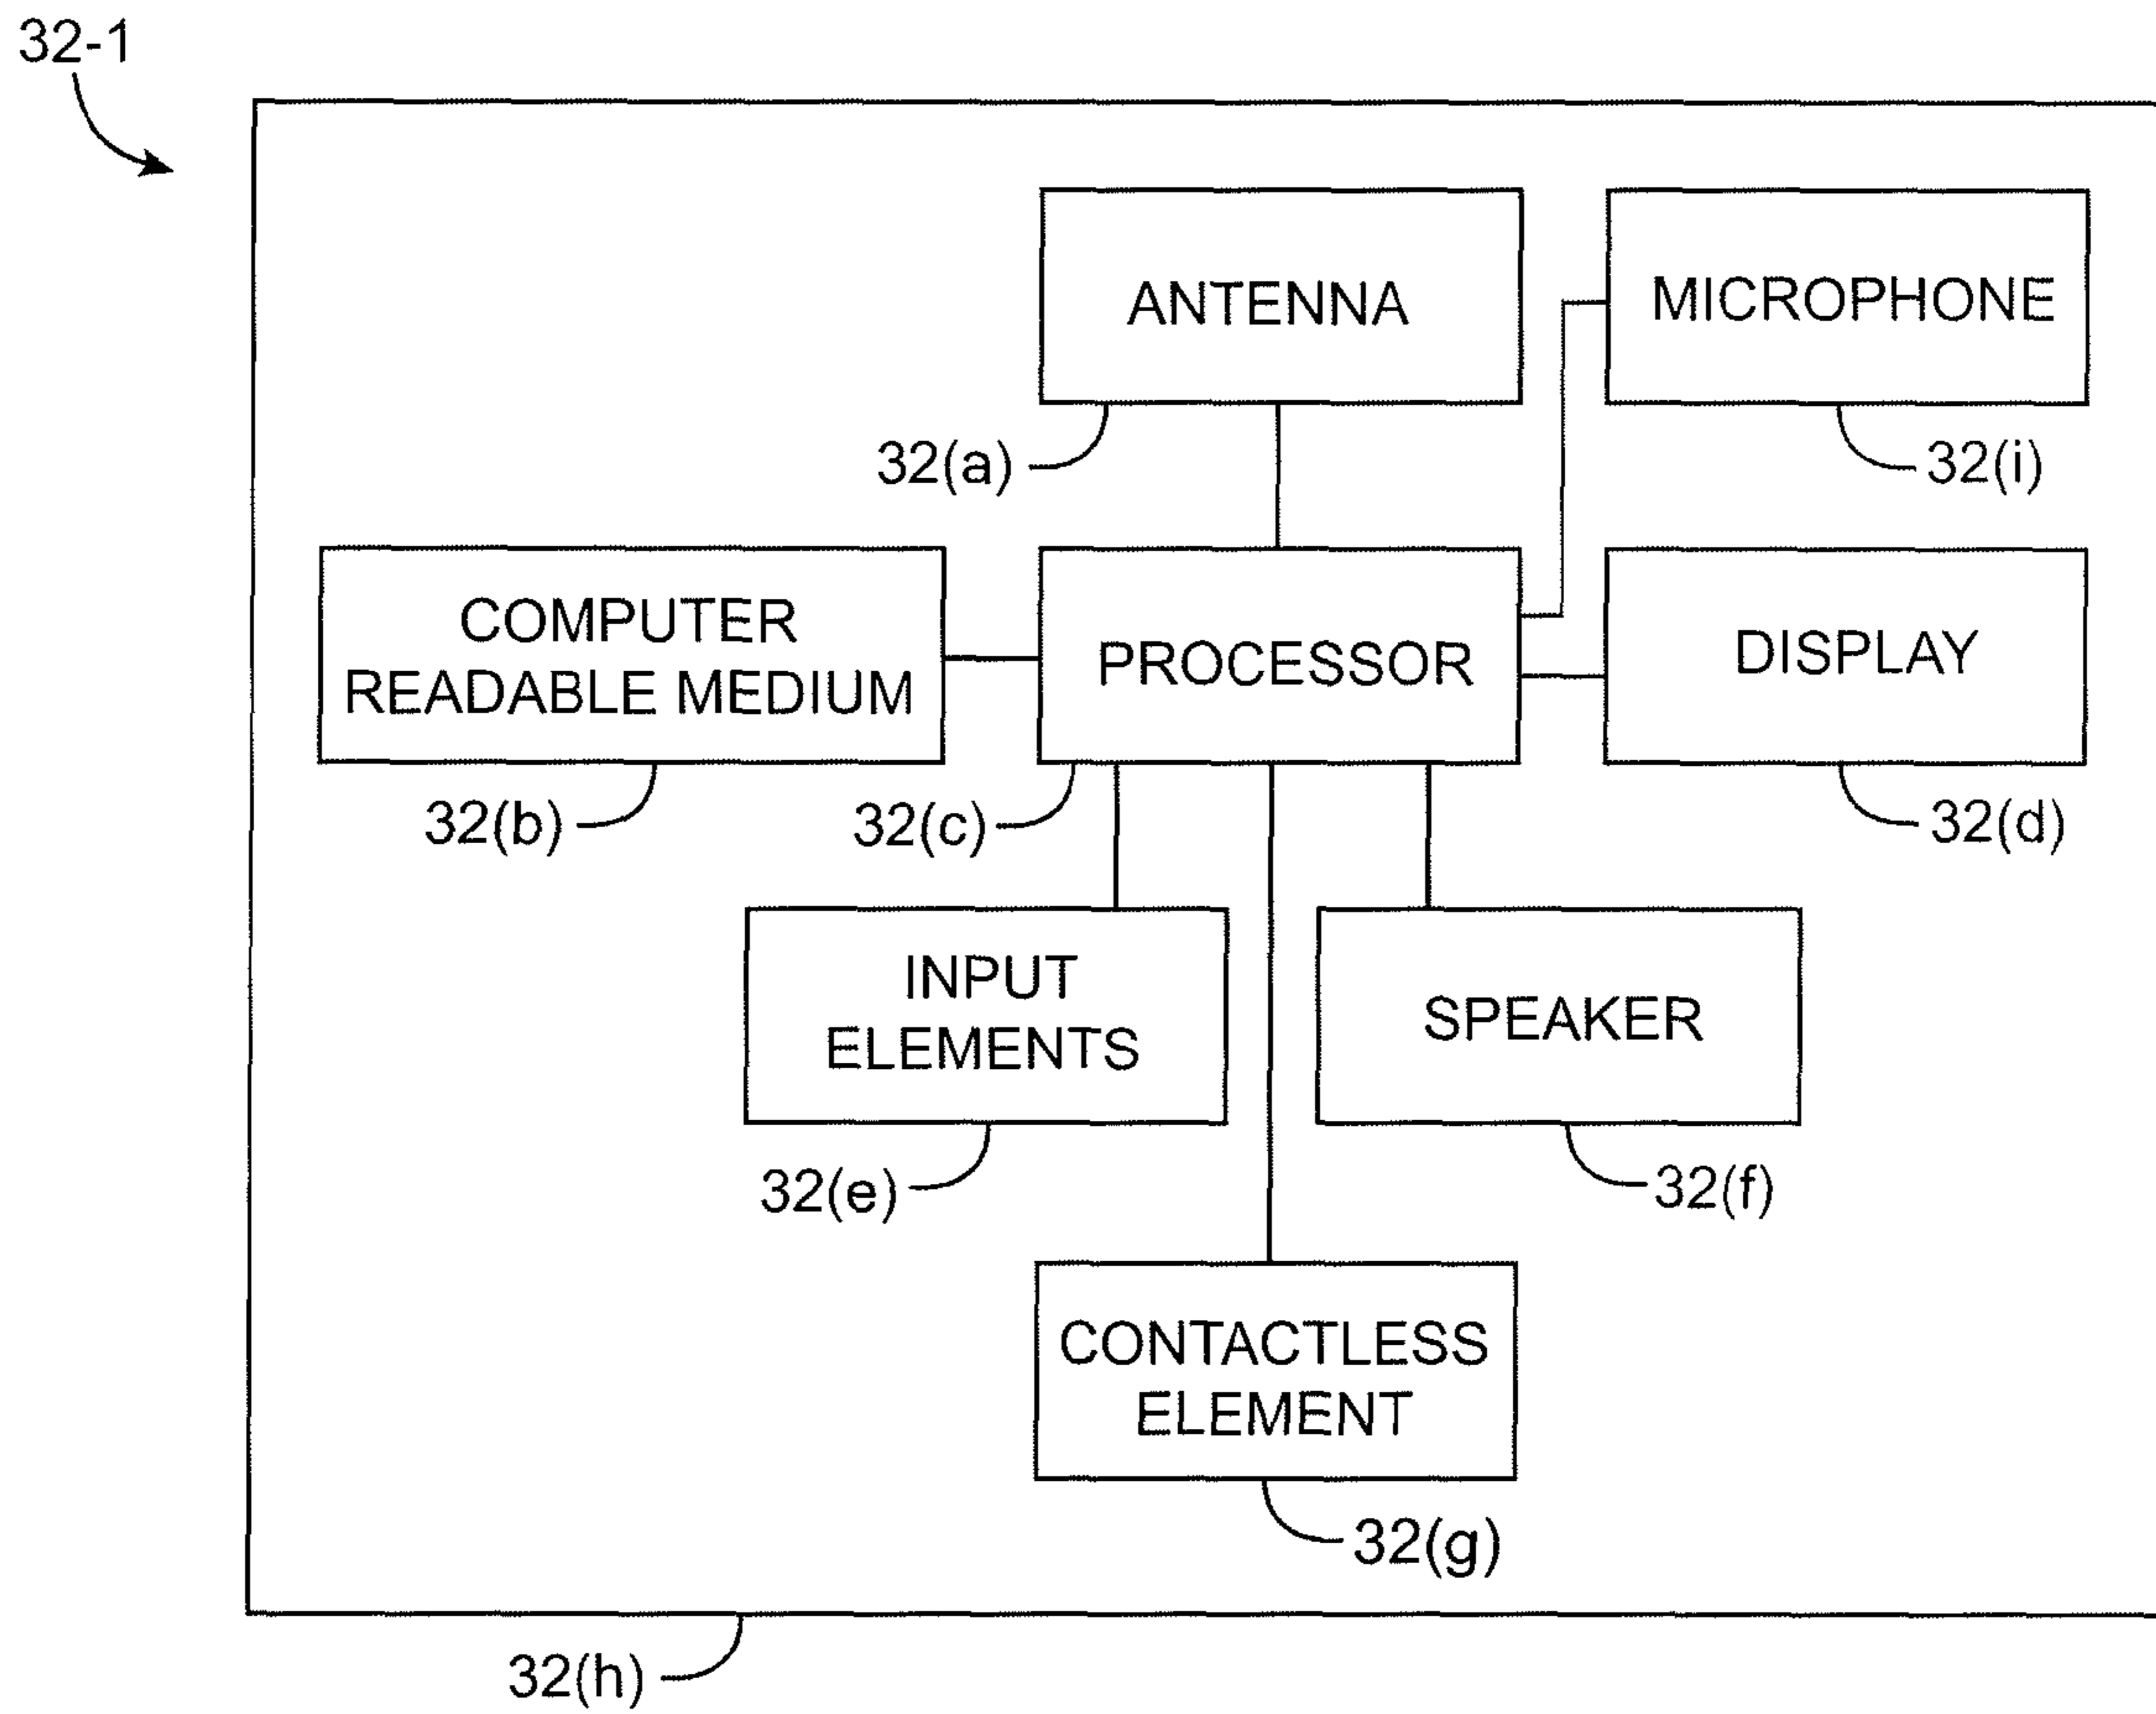 32-1
ANTENNA
MICROPHONE
32(a)
32(i)
COMPUTER
READABLE MEDIUM
PROCESSOR
DISPLAY
32(b)
32(c)
32(d)
INPUT
ELEMENTS
SPEAKER
32(e)
32(f)
CONTACTLESS
ELEMENT
32(g)
32(h)